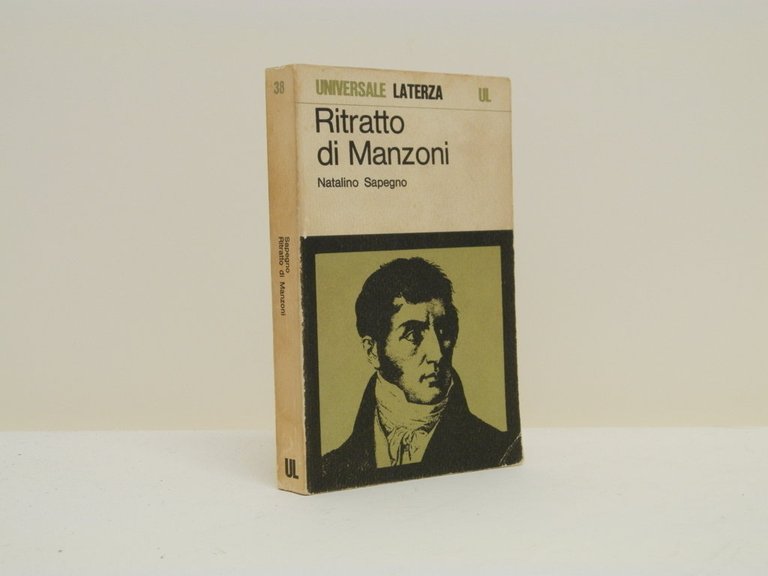 38
Sapegno
Ritratto di Manzoni
UL
UNIVERSALE LATERZA UL
Ritratto
di Manzoni
Natalino Sapegno